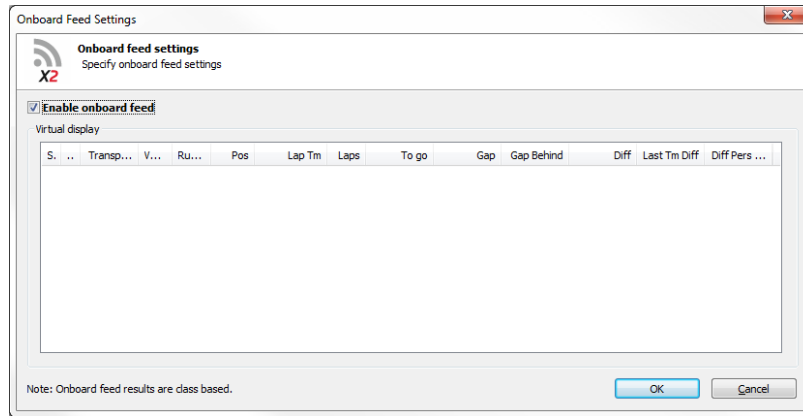 Onboard Feed Settings
Onboard feed settings
Specify onboard feed settings
X2
Enable onboard feed
Virtual display
S. .. Transp... V... Ru... Pos Lap Tm Laps To go Gap Gap Behind Diff Last Tm Diff Diff Pers ...
Note: Onboard feed results are class based.
OK Cancel